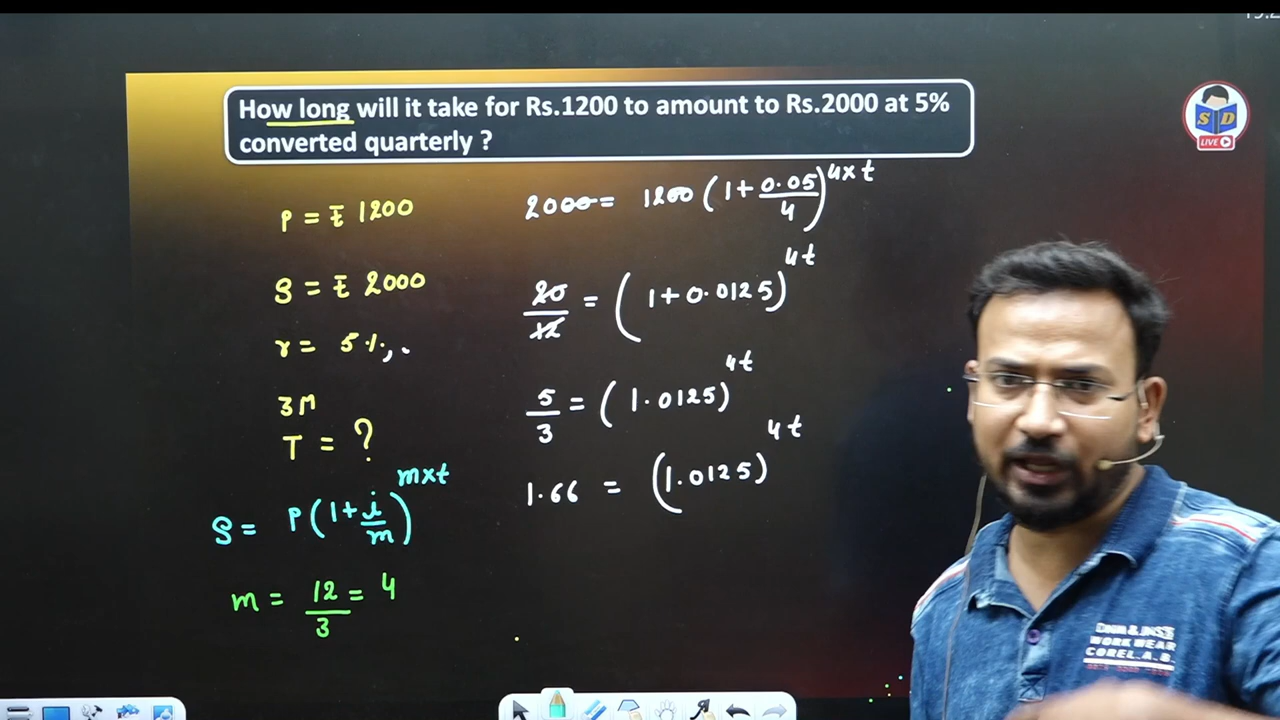 How long will it take for Rs.1200 to amount to Rs.2000 at 5%
converted quarterly ?
P = ₹ 1200
S = ₹ 2000
r = 5%,
3M
T = ?
S = P(1+i/m)^m×t
m = 12/3 = 4
2000 = 1200 (1+0.05/4)^4×t
20/12 = (1+0.0125)^4t
5/3 = (1.0125)^4t
1.66 = (1.0125)^4t
SD
LIVE
WORK WEAR